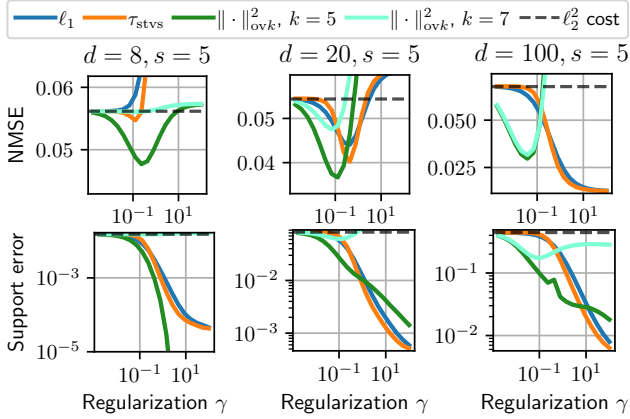 ℓ₁ τ_stvs ‖·‖²_ovk, k = 5 ‖·‖²_ovk, k = 7 ℓ₂² cost
d = 8, s = 5 d = 20, s = 5 d = 100, s = 5
NMSE
0.06
0.05
10⁻¹ 10¹
0.05
0.04
10⁻¹ 10¹
0.050
0.025
10⁻¹ 10¹
Support error
10⁻³
10⁻⁵
10⁻¹ 10¹
Regularization γ
10⁻²
10⁻³
10⁻¹ 10¹
Regularization γ
10⁻¹
10⁻²
10⁻¹ 10¹
Regularization γ